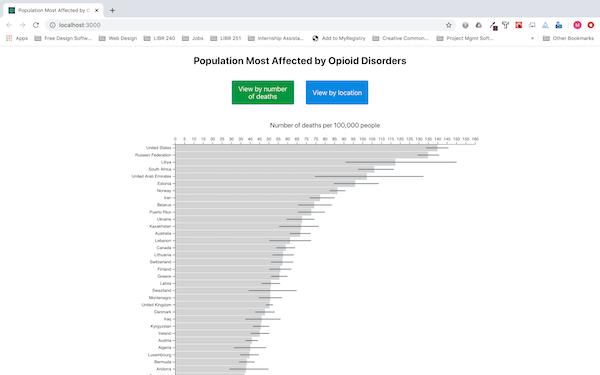 Population Most Affected by O
localhost:3000
Apps Free Design Softw... Web Design LIBR 240 Jobs LIBR 251 Internship Assista... Add to MyRegistry Creative Common... Project Mgmt Soft... » Other Bookmarks
Population Most Affected by Opioid Disorders
View by number
of deaths
View by location
Number of deaths per 100,000 people
0 5 10 15 20 25 30 35 40 45 50 55 60 65 70 75 80 85 90 95 100 105 110 115 120 125 130 135 140 145 150 155 160
United States
Russian Federation
Libya
South Africa
United Arab Emirates
Estonia
Norway
Iran
Belarus
Puerto Rico
Ukraine
Kazakhstan
Australia
Lebanon
Canada
Lithuania
Switzerland
Finland
Greece
Latvia
Swaziland
Montenegro
United Kingdom
Denmark
Iraq
Kyrgyzstan
Ireland
Austria
Algeria
Luxembourg
Bermuda
Andorra